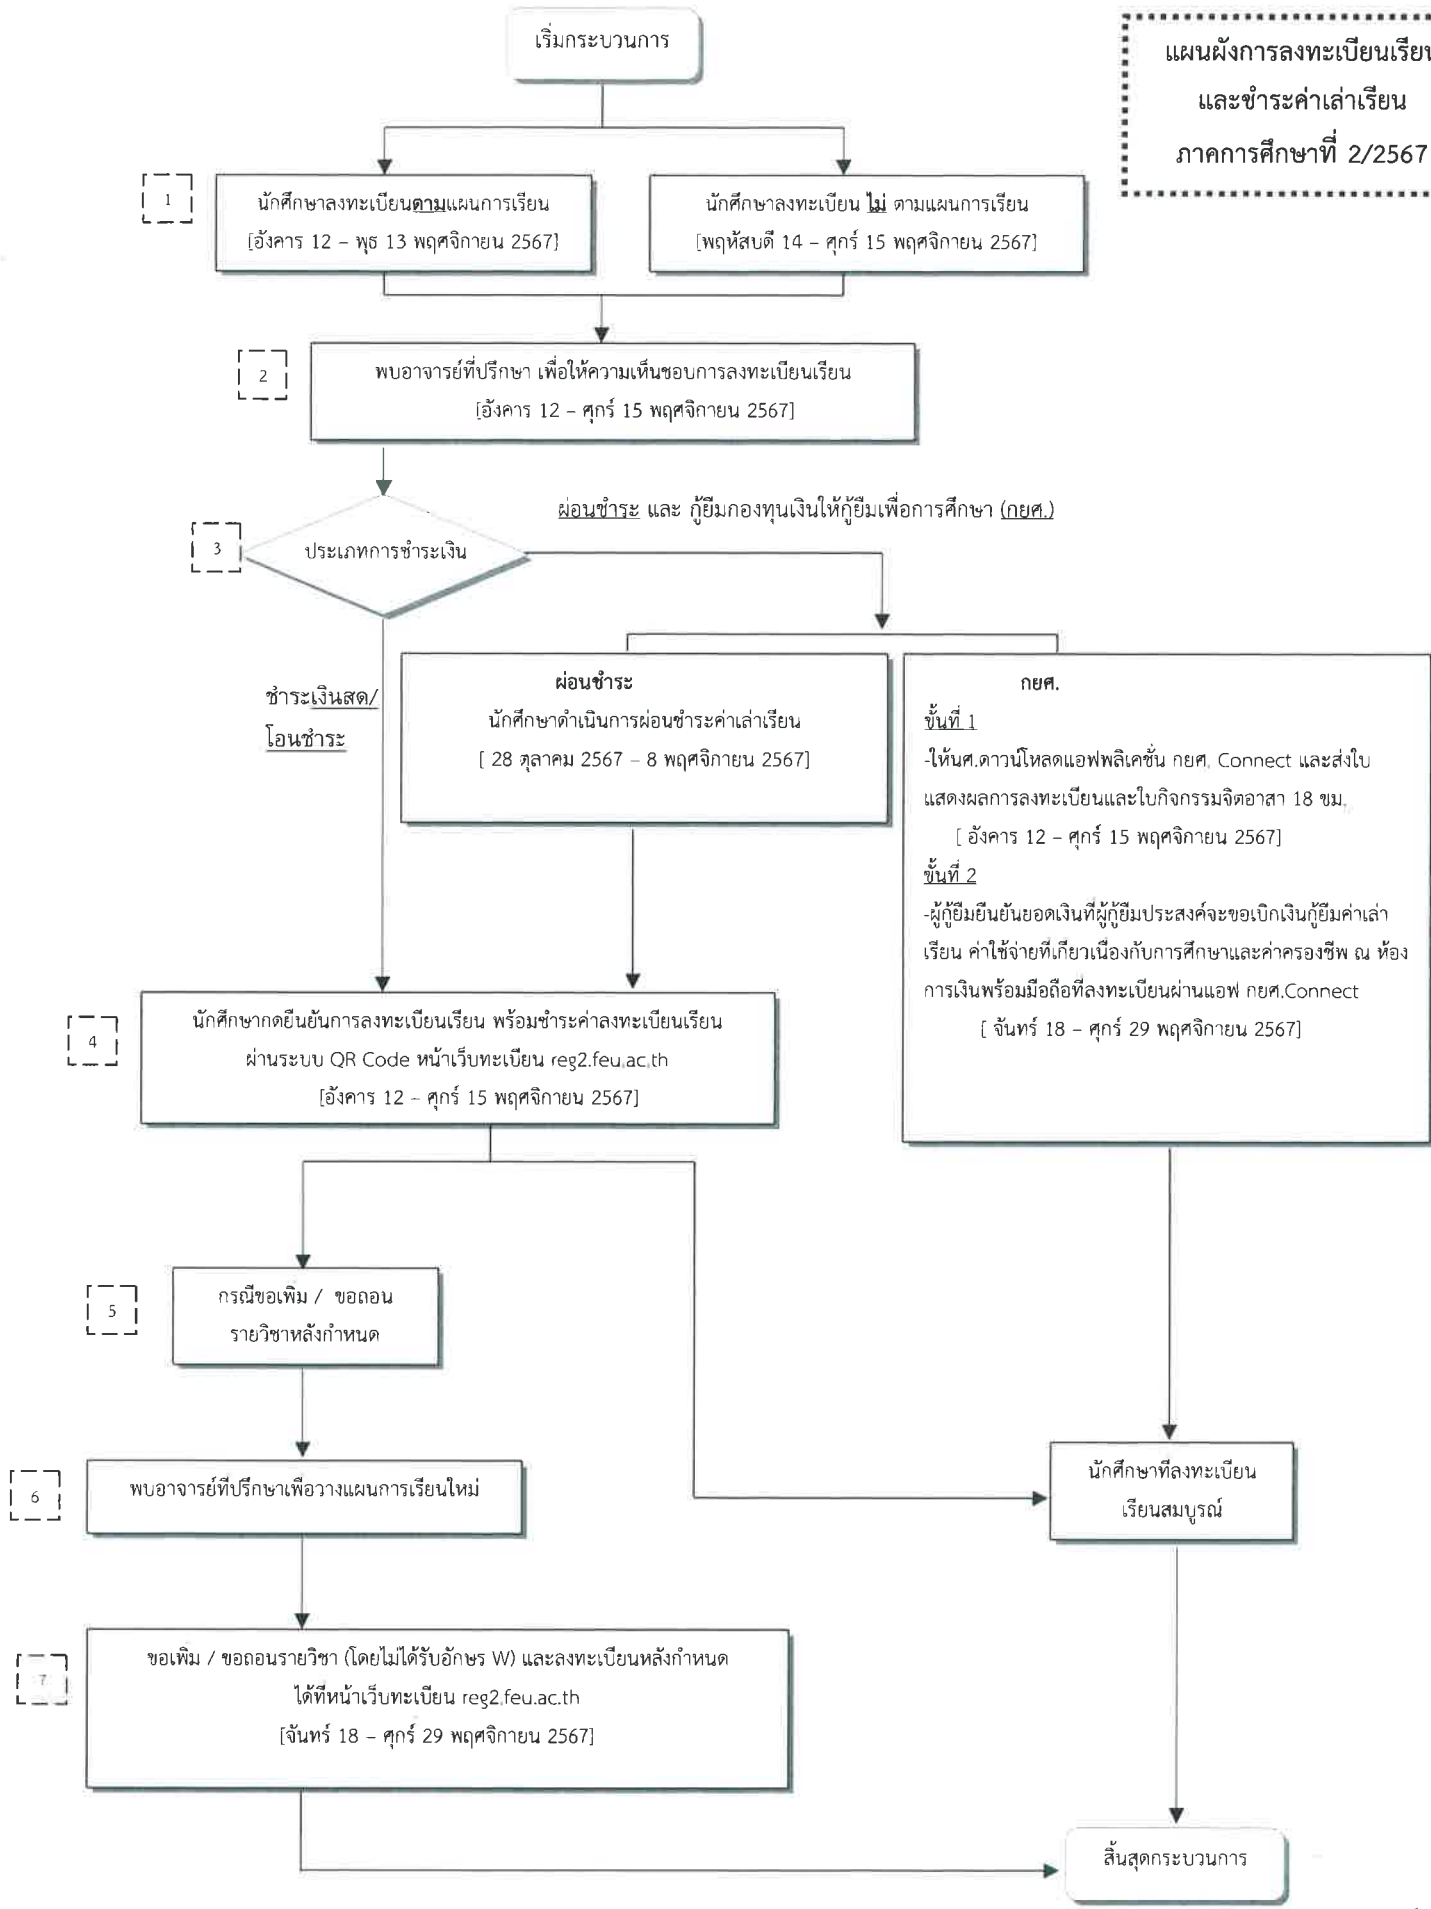 เริ่มกระบวนการ
แผนผังการลงทะเบียนเรียน
และชำระค่าเล่าเรียน
ภาคการศึกษาที่ 2/2567
1
นักศึกษาลงทะเบียนตามแผนการเรียน
[อังคาร 12 – พุธ 13 พฤศจิกายน 2567]
นักศึกษาลงทะเบียน ไม่ ตามแผนการเรียน
[พฤหัสบดี 14 – ศุกร์ 15 พฤศจิกายน 2567]
2
พบอาจารย์ที่ปรึกษา เพื่อให้ความเห็นชอบการลงทะเบียนเรียน
[อังคาร 12 – ศุกร์ 15 พฤศจิกายน 2567]
ผ่อนชำระ และ กู้ยืมกองทุนเงินให้กู้ยืมเพื่อการศึกษา (กยศ.)
3
ประเภทการชำระเงิน
ชำระเงินสด/
โอนชำระ
ผ่อนชำระ
นักศึกษาดำเนินการผ่อนชำระค่าเล่าเรียน
[ 28 ตุลาคม 2567 – 8 พฤศจิกายน 2567]
กยศ.
ขั้นที่ 1
-ให้นศ.ดาวน์โหลดแอฟพลิเคชั่น กยศ. Connect และส่งใบ
แสดงผลการลงทะเบียนและใบกิจกรรมจิตอาสา 18 ชม.
[ อังคาร 12 – ศุกร์ 15 พฤศจิกายน 2567]
ขั้นที่ 2
-ผู้กู้ยืมยืนยันยอดเงินที่ผู้กู้ยืมประสงค์จะขอเบิกเงินกู้ยืมค่าเล่า
เรียน ค่าใช้จ่ายที่เกี่ยวเนื่องกับการศึกษาและค่าครองชีพ ณ ห้อง
การเงินพร้อมมือถือที่ลงทะเบียนผ่านแอฟ กยศ.Connect
[ จันทร์ 18 – ศุกร์ 29 พฤศจิกายน 2567]
4
นักศึกษากดยืนยันการลงทะเบียนเรียน พร้อมชำระค่าลงทะเบียนเรียน
ผ่านระบบ QR Code หน้าเว็บทะเบียน reg2.feu.ac.th
[อังคาร 12 – ศุกร์ 15 พฤศจิกายน 2567]
5
กรณีขอเพิ่ม / ขอถอน
รายวิชาหลังกำหนด
6
พบอาจารย์ที่ปรึกษาเพื่อวางแผนการเรียนใหม่
นักศึกษาที่ลงทะเบียน
เรียนสมบูรณ์
7
ขอเพิ่ม / ขอถอนรายวิชา (โดยไม่ได้รับอักษร W) และลงทะเบียนหลังกำหนด
ได้ที่หน้าเว็บทะเบียน reg2.feu.ac.th
[จันทร์ 18 – ศุกร์ 29 พฤศจิกายน 2567]
สิ้นสุดกระบวนการ